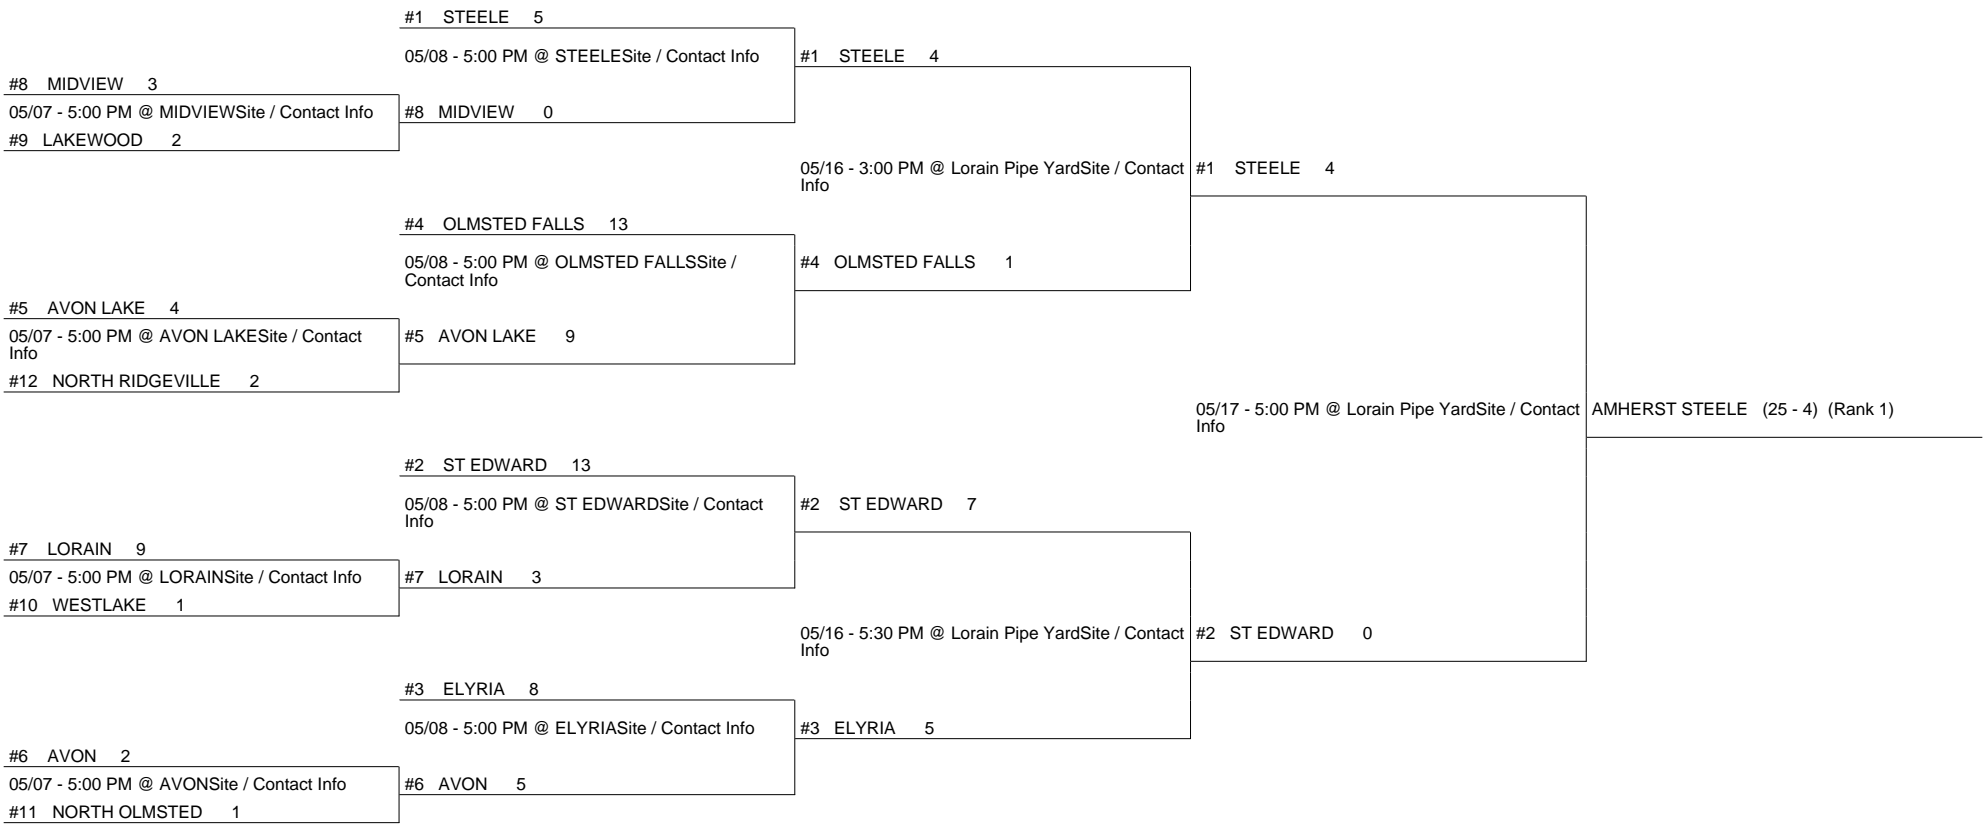 #1 STEELE 5
05/08 - 5:00 PM @ STEELESite / Contact Info
#1 STEELE 4
#8 MIDVIEW 3
05/07 - 5:00 PM @ MIDVIEWSite / Contact Info
#8 MIDVIEW 0
#9 LAKEWOOD 2
05/16 - 3:00 PM @ Lorain Pipe YardSite / Contact
Info
#1 STEELE 4
#4 OLMSTED FALLS 13
05/08 - 5:00 PM @ OLMSTED FALLSSite /
Contact Info
#4 OLMSTED FALLS 1
#5 AVON LAKE 4
05/07 - 5:00 PM @ AVON LAKESite / Contact
Info
#5 AVON LAKE 9
#12 NORTH RIDGEVILLE 2
05/17 - 5:00 PM @ Lorain Pipe YardSite / Contact
Info
AMHERST STEELE (25 - 4) (Rank 1)
#2 ST EDWARD 13
05/08 - 5:00 PM @ ST EDWARDSite / Contact
Info
#2 ST EDWARD 7
#7 LORAIN 9
05/07 - 5:00 PM @ LORAINSite / Contact Info
#7 LORAIN 3
#10 WESTLAKE 1
05/16 - 5:30 PM @ Lorain Pipe YardSite / Contact
Info
#2 ST EDWARD 0
#3 ELYRIA 8
05/08 - 5:00 PM @ ELYRIASite / Contact Info
#3 ELYRIA 5
#6 AVON 2
05/07 - 5:00 PM @ AVONSite / Contact Info
#6 AVON 5
#11 NORTH OLMSTED 1